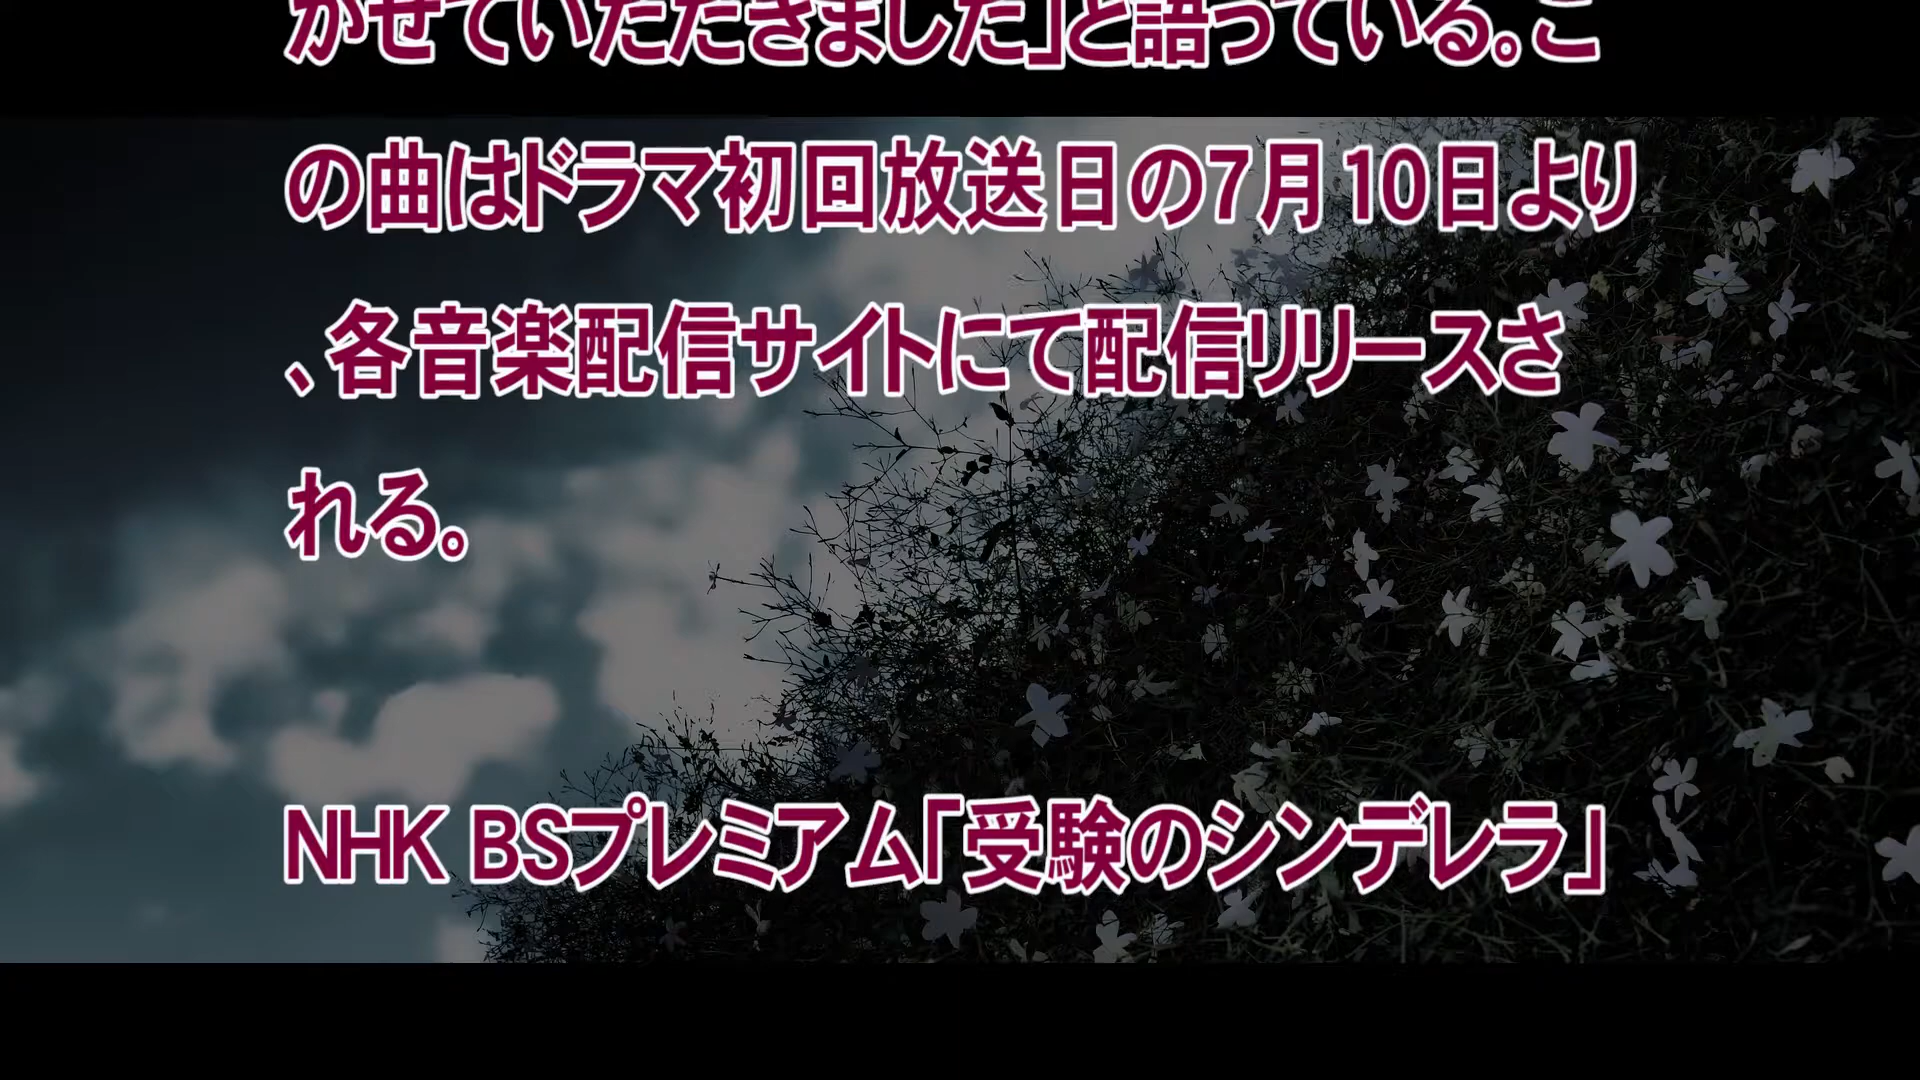 かせていただきました」と語っている。こ
の曲はドラマ初回放送日の7月10日より
、各音楽配信サイトにて配信リリースさ
れる。
NHK BSプレミアム「受験のシンデレラ」